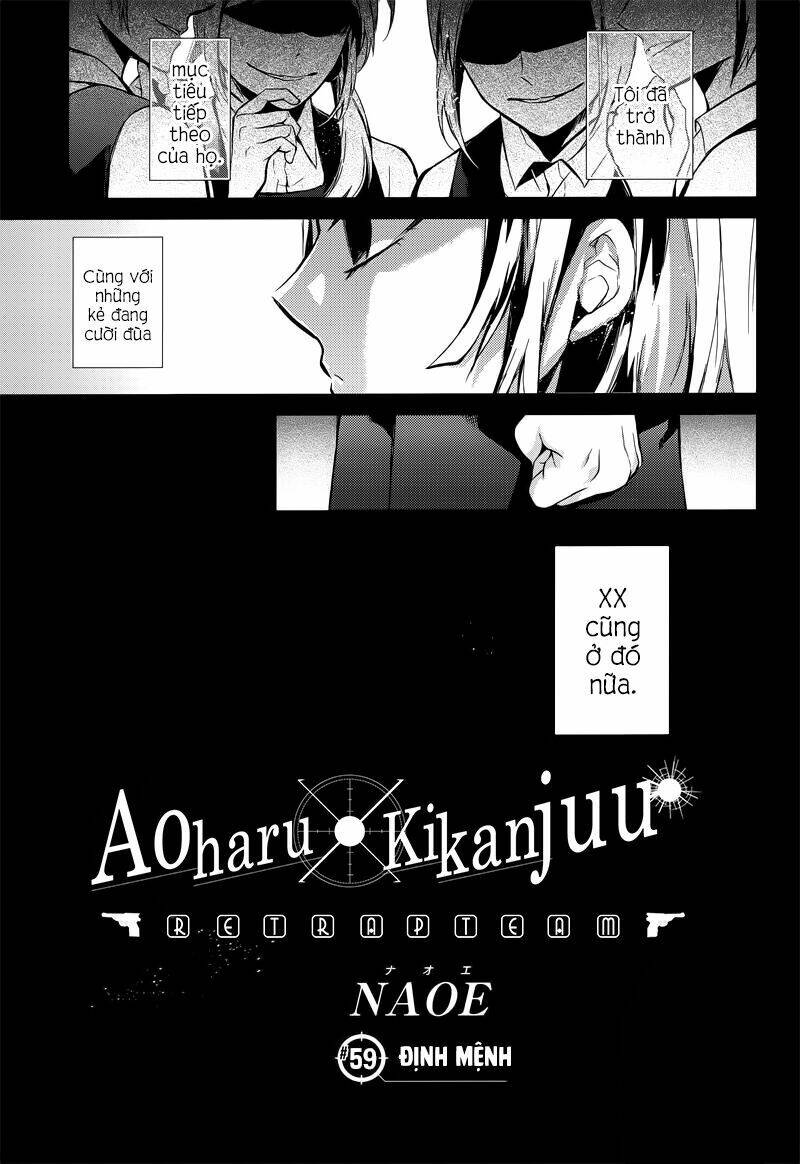 Tôi đã
trở
thành
mục
tiêu
tiếp
theo
của họ.
Cùng với
những
kẻ đang
cười đùa
XX
cũng
ở đó
nữa.
Aoharu Kikanjuu
RETRAPTEAM
ナオエ
NAOE
#59 ĐỊNH MỆNH